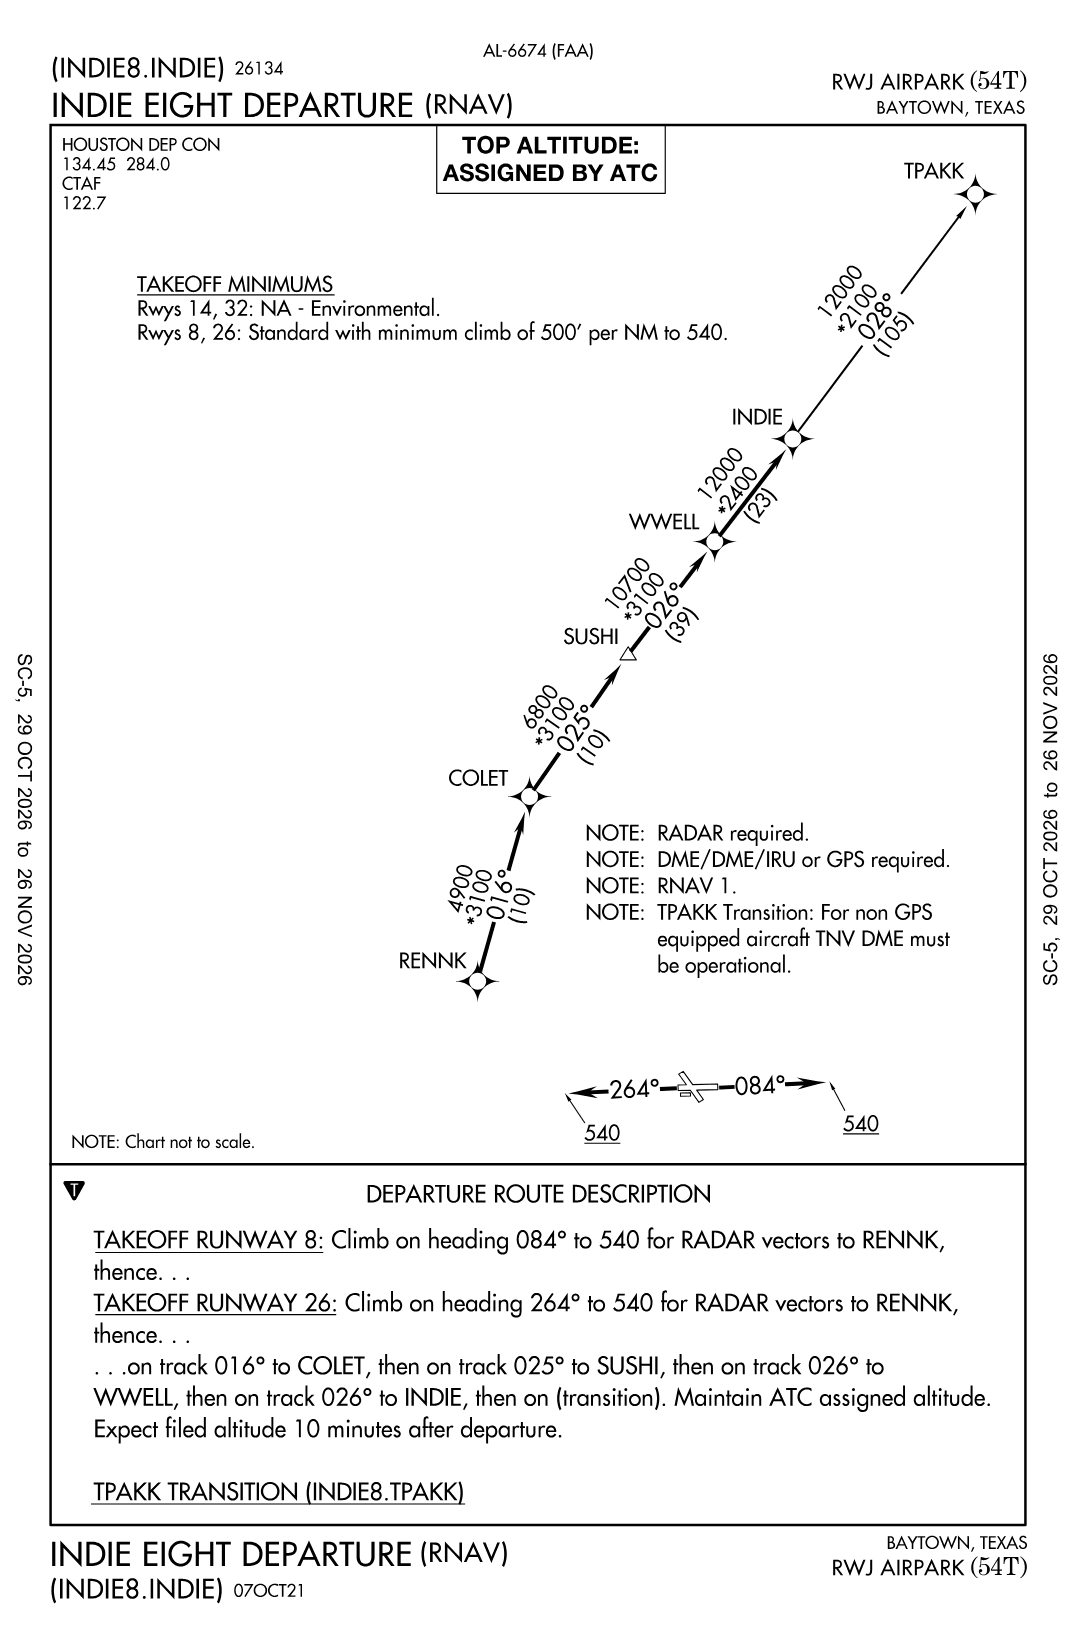 AL-6674 (FAA)
(INDIE8.INDIE) 26134
INDIE EIGHT DEPARTURE (RNAV)
RWJ AIRPARK (54T)
BAYTOWN, TEXAS
HOUSTON DEP CON
134.45 284.0
CTAF
122.7
TOP ALTITUDE:
ASSIGNED BY ATC
TAKEOFF MINIMUMS
Rwys 14, 32: NA - Environmental.
Rwys 8, 26: Standard with minimum climb of 500' per NM to 540.
TPAKK
12000
*2100
028°
(105)
INDIE
12000
*2400
(23)
WWELL
10700
*3100
026°
(39)
SUSHI
6800
*3100
025°
(10)
COLET
4900
*3100
016°
(10)
RENNK
NOTE: RADAR required.
NOTE: DME/DME/IRU or GPS required.
NOTE: RNAV 1.
NOTE: TPAKK Transition: For non GPS
equipped aircraft TNV DME must
be operational.
264°
084°
540
540
NOTE: Chart not to scale.
T
DEPARTURE ROUTE DESCRIPTION
TAKEOFF RUNWAY 8: Climb on heading 084° to 540 for RADAR vectors to RENNK,
thence. . .
TAKEOFF RUNWAY 26: Climb on heading 264° to 540 for RADAR vectors to RENNK,
thence. . .
. . .on track 016° to COLET, then on track 025° to SUSHI, then on track 026° to
WWELL, then on track 026° to INDIE, then on (transition). Maintain ATC assigned altitude.
Expect filed altitude 10 minutes after departure.
TPAKK TRANSITION (INDIE8.TPAKK)
INDIE EIGHT DEPARTURE (RNAV)
(INDIE8.INDIE) 07OCT21
BAYTOWN, TEXAS
RWJ AIRPARK (54T)
SC-5, 29 OCT 2026 to 26 NOV 2026
SC-5, 29 OCT 2026 to 26 NOV 2026